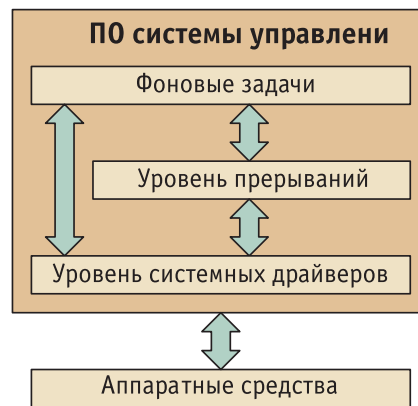 ПО системы управлени
Фоновые задачи
Уровень прерываний
Уровень системных драйверов
Аппаратные средства